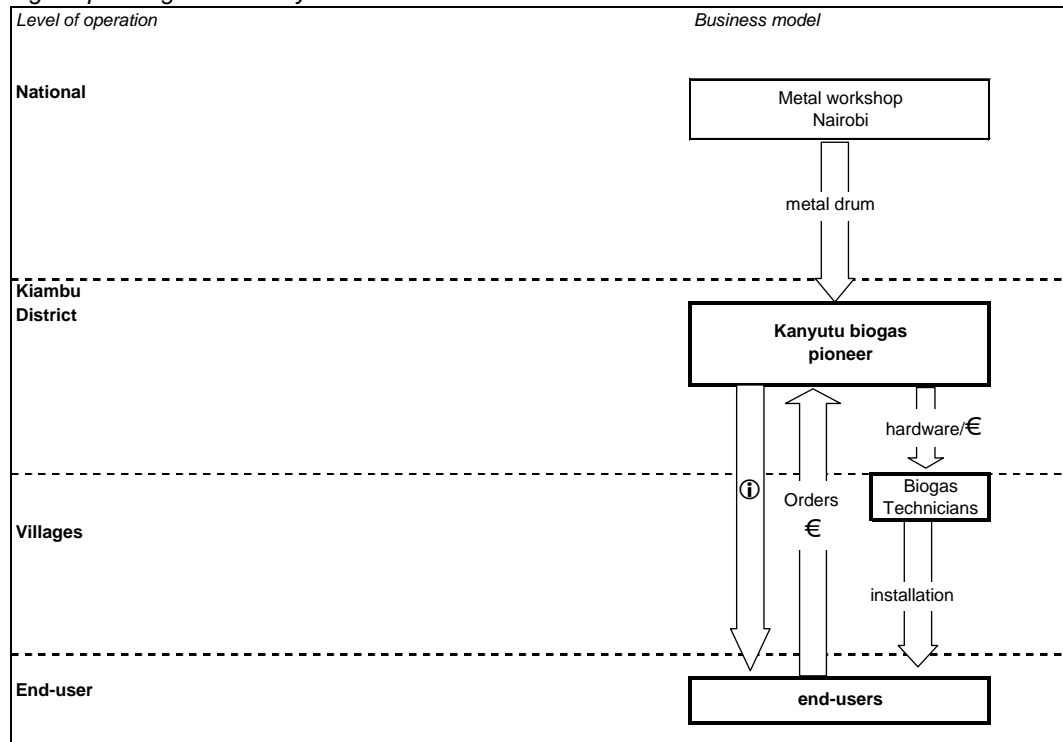 Level of operation
Business model
National
Metal workshop
Nairobi
metal drum
Kiambu
District
Kanyutu biogas
pioneer
hardware/€
ⓘ
Orders
€
Biogas
Technicians
Villages
installation
End-user
end-users